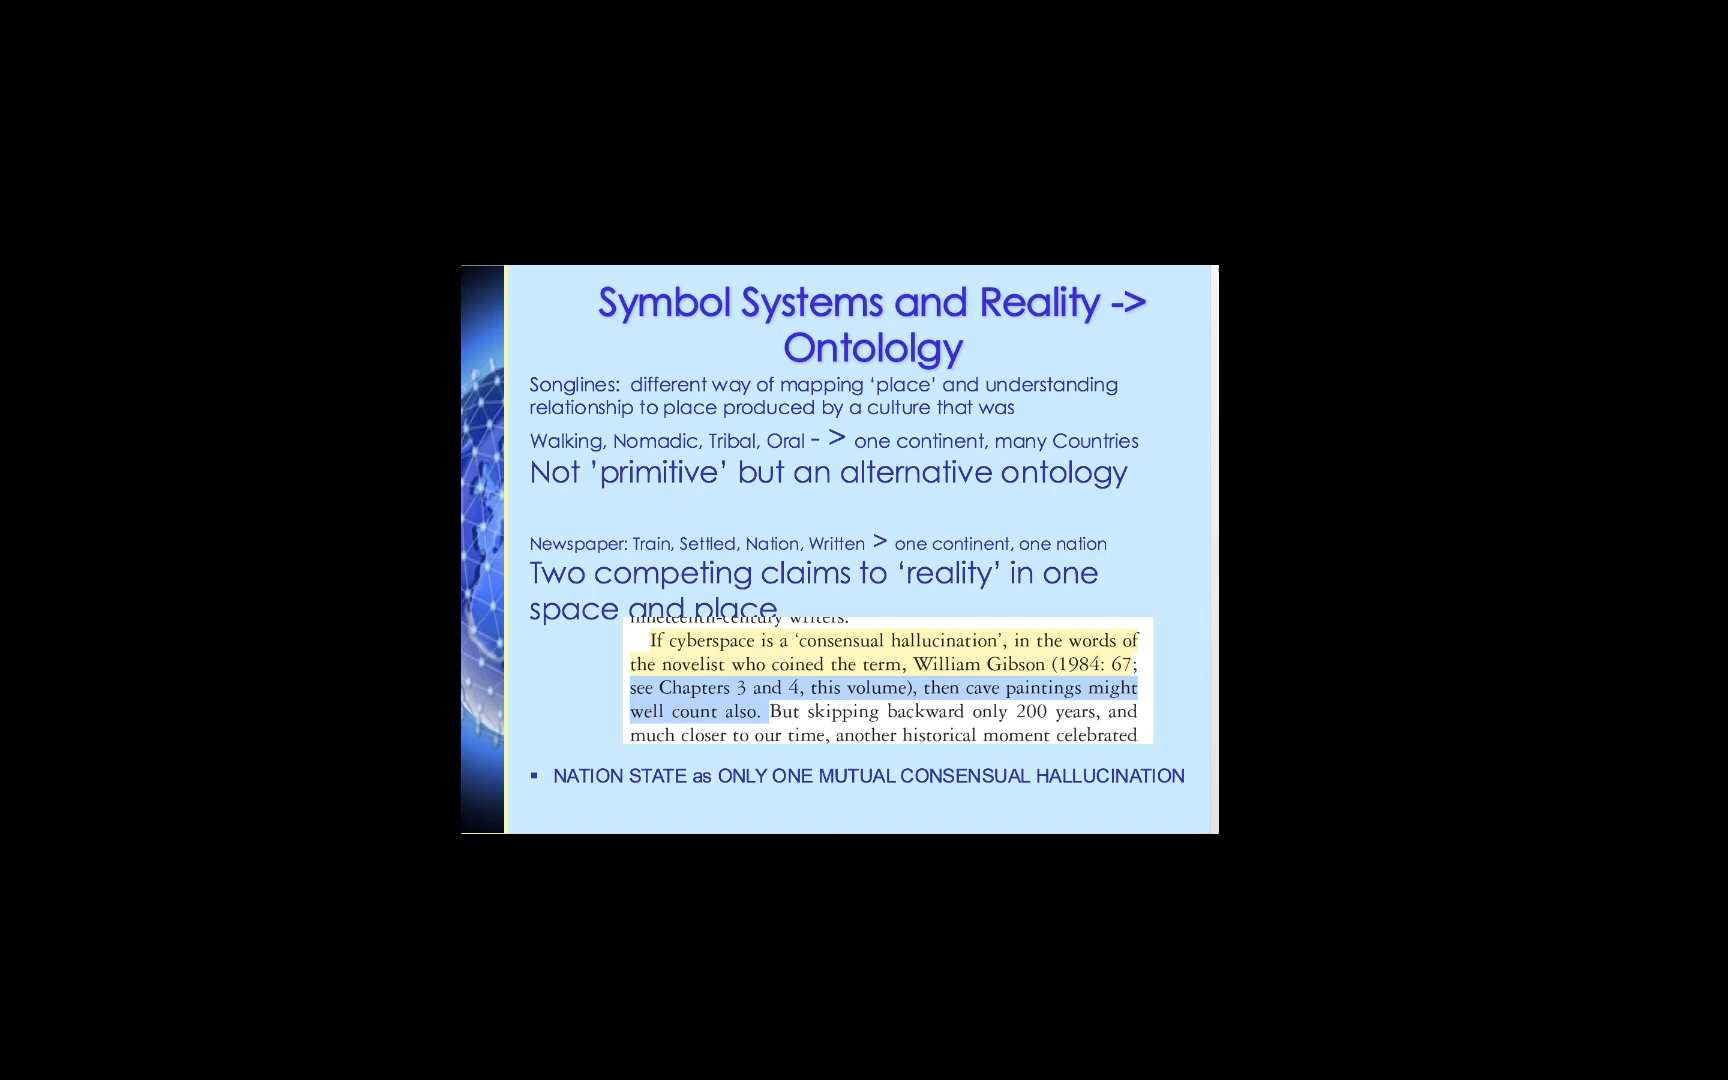 Symbol Systems and Reality ->
Ontololgy
Songlines:  different way of mapping ‘place’ and understanding
relationship to place produced by a culture that was
Walking, Nomadic, Tribal, Oral - > one continent, many Countries
Not ’primitive’ but an alternative ontology
Newspaper: Train, Settled, Nation, Written > one continent, one nation
Two competing claims to ‘reality’ in one
space and place
nineteenth-century writers.
If cyberspace is a ‘consensual hallucination’, in the words of
the novelist who coined the term, William Gibson (1984: 67;
see Chapters 3 and 4, this volume), then cave paintings might
well count also. But skipping backward only 200 years, and
much closer to our time, another historical moment celebrated
▪ NATION STATE as ONLY ONE MUTUAL CONSENSUAL HALLUCINATION